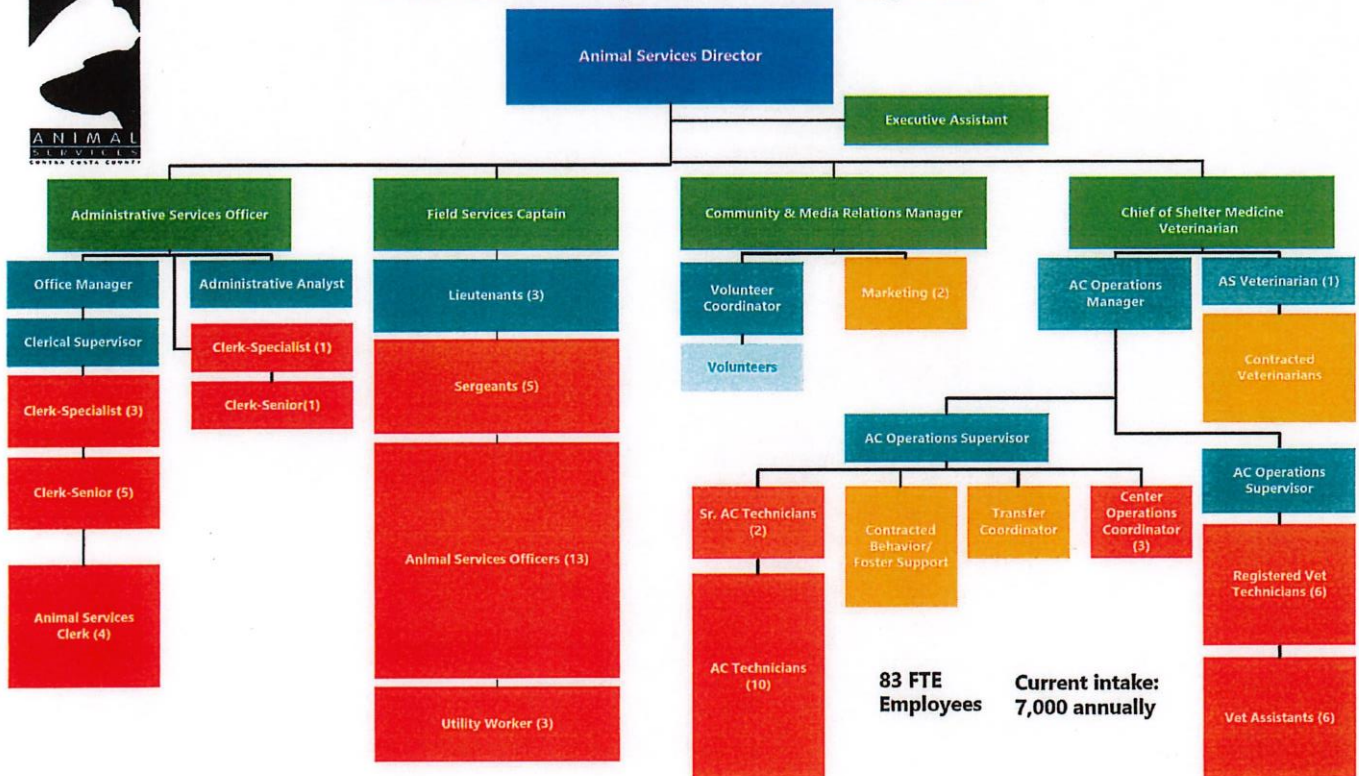 ANIMAL
SERVICES
CONTRA COSTA COUNTY
Animal Services Director
Executive Assistant
Administrative Services Officer
Field Services Captain
Community & Media Relations Manager
Chief of Shelter Medicine
Veterinarian
Office Manager
Administrative Analyst
Lieutenants (3)
Volunteer
Coordinator
Marketing (2)
AC Operations
Manager
AS Veterinarian (1)
Clerical Supervisor
Clerk-Specialist (1)
Volunteers
Contracted
Veterinarians
Clerk-Specialist (3)
Clerk-Senior(1)
Sergeants (5)
AC Operations Supervisor
Clerk-Senior (5)
AC Operations
Supervisor
Sr. AC Technicians
(2)
Contracted
Behavior/
Foster Support
Transfer
Coordinator
Center
Operations
Coordinator
(3)
Animal Services Officers (13)
Registered Vet
Technicians (6)
Animal Services
Clerk (4)
AC Technicians
(10)
83 FTE
Employees
Current intake:
7,000 annually
Utility Worker (3)
Vet Assistants (6)